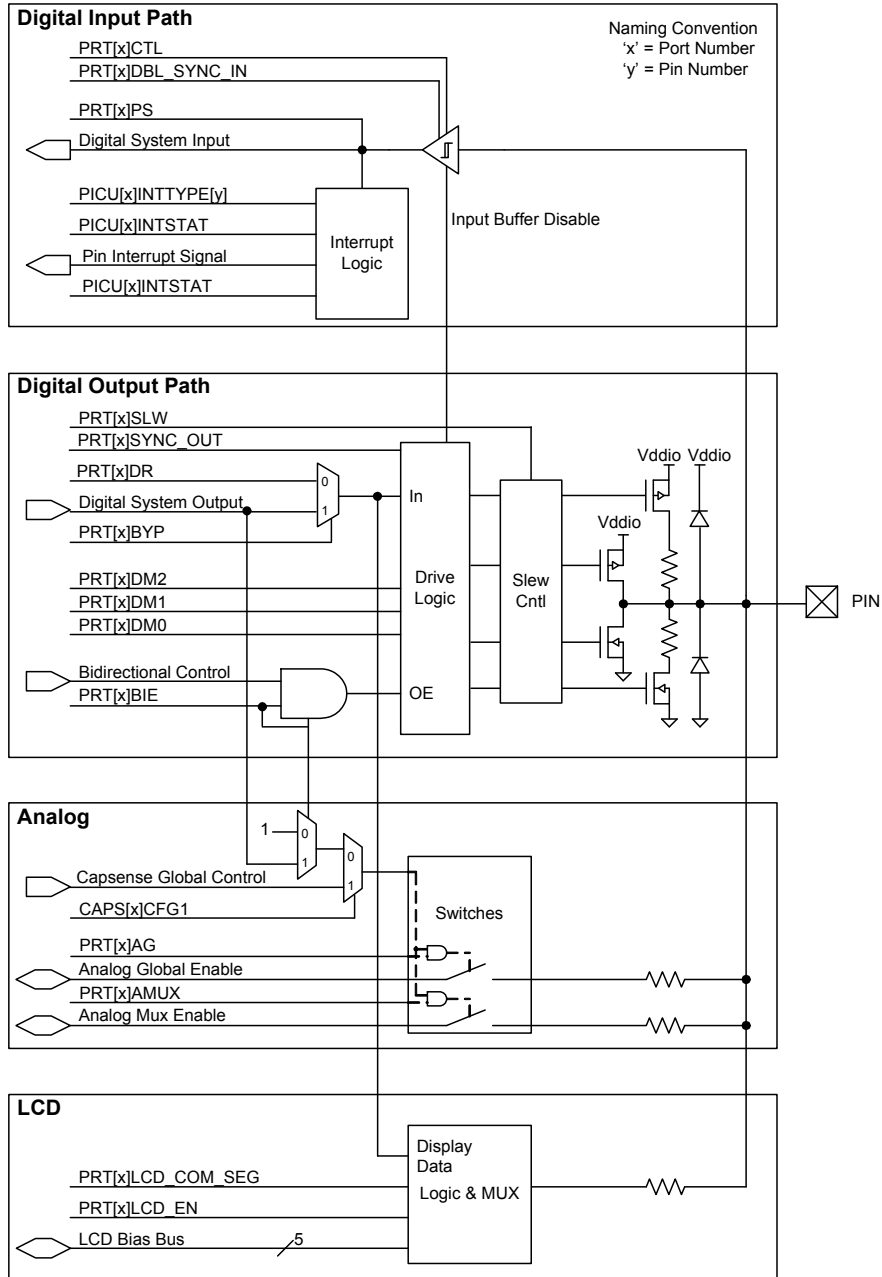 Digital Input Path
Naming Convention
‘x’ = Port Number
‘y’ = Pin Number
PRT[x]CTL
PRT[x]DBL_SYNC_IN
PRT[x]PS
Digital System Input
PICU[x]INTTYPE[y]
PICU[x]INTSTAT
Pin Interrupt Signal
PICU[x]INTSTAT
Interrupt
Logic
Input Buffer Disable
Digital Output Path
PRT[x]SLW
PRT[x]SYNC_OUT
PRT[x]DR
Digital System Output
PRT[x]BYP
0
1
In
Vddio Vddio
Vddio
PRT[x]DM2
PRT[x]DM1
PRT[x]DM0
Drive
Logic
Slew
Cntl
PIN
Bidirectional Control
PRT[x]BIE
OE
Analog
1
0
1
0
1
Capsense Global Control
CAPS[x]CFG1
Switches
PRT[x]AG
Analog Global Enable
PRT[x]AMUX
Analog Mux Enable
LCD
Display
Data
Logic & MUX
PRT[x]LCD_COM_SEG
PRT[x]LCD_EN
LCD Bias Bus
5